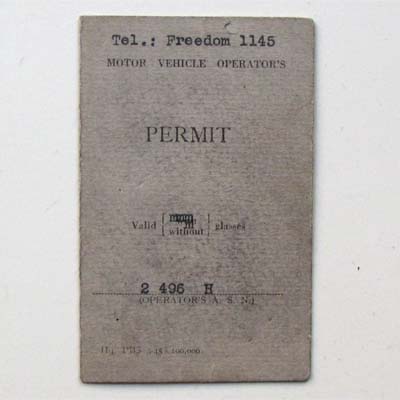 Tel.: Freedom 1145
MOTOR VEHICLE OPERATOR'S
PERMIT
Valid without glasses
2 496 H
(OPERATOR'S A. S. N.)